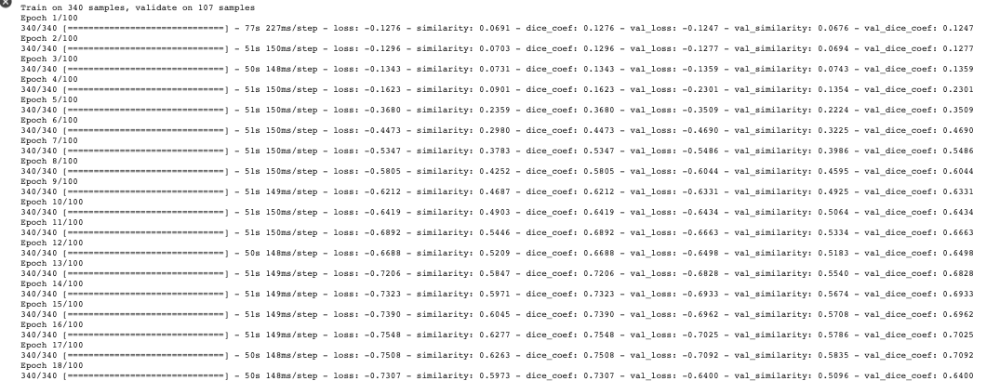 Train on 340 samples, validate on 107 samples
Epoch 1/100
340/340 [==============================] - 77s 227ms/step - loss: -0.1276 - similarity: 0.0691 - dice_coef: 0.1276 - val_loss: -0.1247 - val_similarity: 0.0676 - val_dice_coef: 0.1247
Epoch 2/100
340/340 [==============================] - 51s 150ms/step - loss: -0.1296 - similarity: 0.0703 - dice_coef: 0.1296 - val_loss: -0.1277 - val_similarity: 0.0694 - val_dice_coef: 0.1277
Epoch 3/100
340/340 [==============================] - 50s 148ms/step - loss: -0.1343 - similarity: 0.0731 - dice_coef: 0.1343 - val_loss: -0.1359 - val_similarity: 0.0743 - val_dice_coef: 0.1359
Epoch 4/100
340/340 [==============================] - 51s 150ms/step - loss: -0.1623 - similarity: 0.0901 - dice_coef: 0.1623 - val_loss: -0.2301 - val_similarity: 0.1354 - val_dice_coef: 0.2301
Epoch 5/100
340/340 [==============================] - 51s 150ms/step - loss: -0.3680 - similarity: 0.2359 - dice_coef: 0.3680 - val_loss: -0.3509 - val_similarity: 0.2224 - val_dice_coef: 0.3509
Epoch 6/100
340/340 [==============================] - 51s 150ms/step - loss: -0.4473 - similarity: 0.2980 - dice_coef: 0.4473 - val_loss: -0.4690 - val_similarity: 0.3225 - val_dice_coef: 0.4690
Epoch 7/100
340/340 [==============================] - 51s 150ms/step - loss: -0.5347 - similarity: 0.3783 - dice_coef: 0.5347 - val_loss: -0.5486 - val_similarity: 0.3986 - val_dice_coef: 0.5486
Epoch 8/100
340/340 [==============================] - 51s 150ms/step - loss: -0.5805 - similarity: 0.4252 - dice_coef: 0.5805 - val_loss: -0.6044 - val_similarity: 0.4595 - val_dice_coef: 0.6044
Epoch 9/100
340/340 [==============================] - 51s 149ms/step - loss: -0.6212 - similarity: 0.4687 - dice_coef: 0.6212 - val_loss: -0.6331 - val_similarity: 0.4925 - val_dice_coef: 0.6331
Epoch 10/100
340/340 [==============================] - 51s 150ms/step - loss: -0.6419 - similarity: 0.4903 - dice_coef: 0.6419 - val_loss: -0.6434 - val_similarity: 0.5064 - val_dice_coef: 0.6434
Epoch 11/100
340/340 [==============================] - 51s 150ms/step - loss: -0.6892 - similarity: 0.5446 - dice_coef: 0.6892 - val_loss: -0.6663 - val_similarity: 0.5334 - val_dice_coef: 0.6663
Epoch 12/100
340/340 [==============================] - 50s 148ms/step - loss: -0.6688 - similarity: 0.5209 - dice_coef: 0.6688 - val_loss: -0.6498 - val_similarity: 0.5183 - val_dice_coef: 0.6498
Epoch 13/100
340/340 [==============================] - 51s 149ms/step - loss: -0.7206 - similarity: 0.5847 - dice_coef: 0.7206 - val_loss: -0.6828 - val_similarity: 0.5540 - val_dice_coef: 0.6828
Epoch 14/100
340/340 [==============================] - 51s 149ms/step - loss: -0.7323 - similarity: 0.5971 - dice_coef: 0.7323 - val_loss: -0.6933 - val_similarity: 0.5674 - val_dice_coef: 0.6933
Epoch 15/100
340/340 [==============================] - 51s 149ms/step - loss: -0.7390 - similarity: 0.6045 - dice_coef: 0.7390 - val_loss: -0.6962 - val_similarity: 0.5708 - val_dice_coef: 0.6962
Epoch 16/100
340/340 [==============================] - 51s 149ms/step - loss: -0.7548 - similarity: 0.6277 - dice_coef: 0.7548 - val_loss: -0.7025 - val_similarity: 0.5786 - val_dice_coef: 0.7025
Epoch 17/100
340/340 [==============================] - 50s 148ms/step - loss: -0.7508 - similarity: 0.6263 - dice_coef: 0.7508 - val_loss: -0.7092 - val_similarity: 0.5835 - val_dice_coef: 0.7092
Epoch 18/100
340/340 [==============================] - 50s 148ms/step - loss: -0.7307 - similarity: 0.5973 - dice_coef: 0.7307 - val_loss: -0.6400 - val_similarity: 0.5096 - val_dice_coef: 0.6400